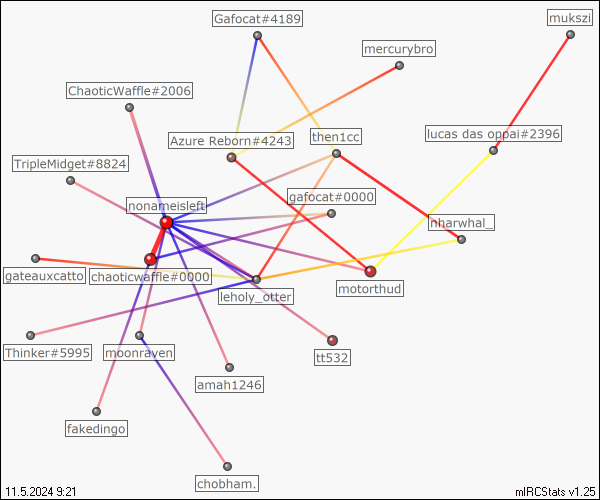 Gafocat#4189
mukszi
mercurybro
ChaoticWaffle#2006
Azure Reborn#4243
then1cc
lucas das oppai#2396
TripleMidget#8824
nonameisleft
gafocat#0000
nharwhal_
gateauxcatto
chaoticwaffle#0000
leholy_otter
motorthud
Thinker#5995
moonraven
tt532
amah1246
fakedingo
chobham.
11.5.2024 9:21
mIRCStats v1.25